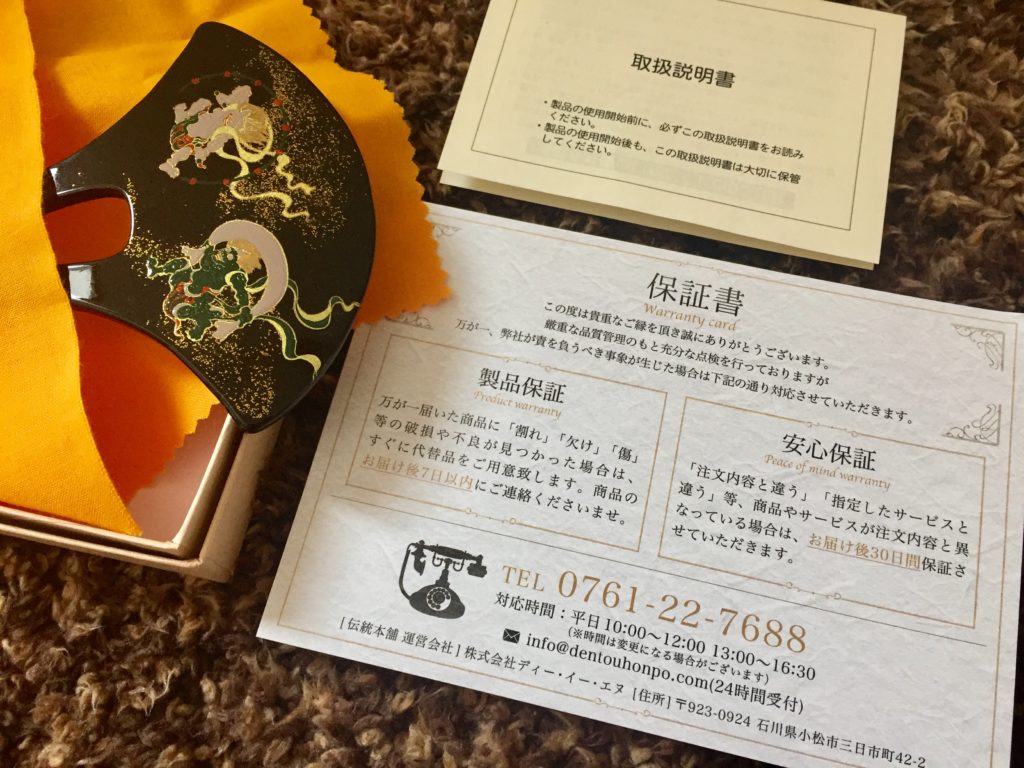 取扱説明書
・製品の使用開始前に、必ずこの取扱説明書をお読み
ください。
・製品の使用開始後も、この取扱説明書は大切に保管
してください。
保証書
Warranty card
この度は貴重なご縁を頂き誠にありがとうございます。
厳重な品質管理のもと充分な点検を行っておりますが
万が一、弊社が責を負うべき事象が生じた場合は下記の通り対応させていただきます。
製品保証
Product warranty
万が一届いた商品に「割れ」「欠け」「傷」
等の破損や不良が見つかった場合は、
すぐに代替品をご用意致します。商品の
お届け後7日以内にご連絡くださいませ。
安心保証
Peace of mind warranty
「注文内容と違う」「指定したサービスと
違う」等、商品やサービスが注文内容と異
なっている場合は、お届け後30日間保証さ
せていただきます。
TEL 0761-22-7688
対応時間：平日10:00〜12:00 13:00〜16:30
(※時間は変更になる場合がございます)
info@dentouhonpo.com(24時間受付)
[伝統本舗 運営会社] 株式会社ディー・イー・エヌ [住所] 〒923-0924 石川県小松市三日市町42-2